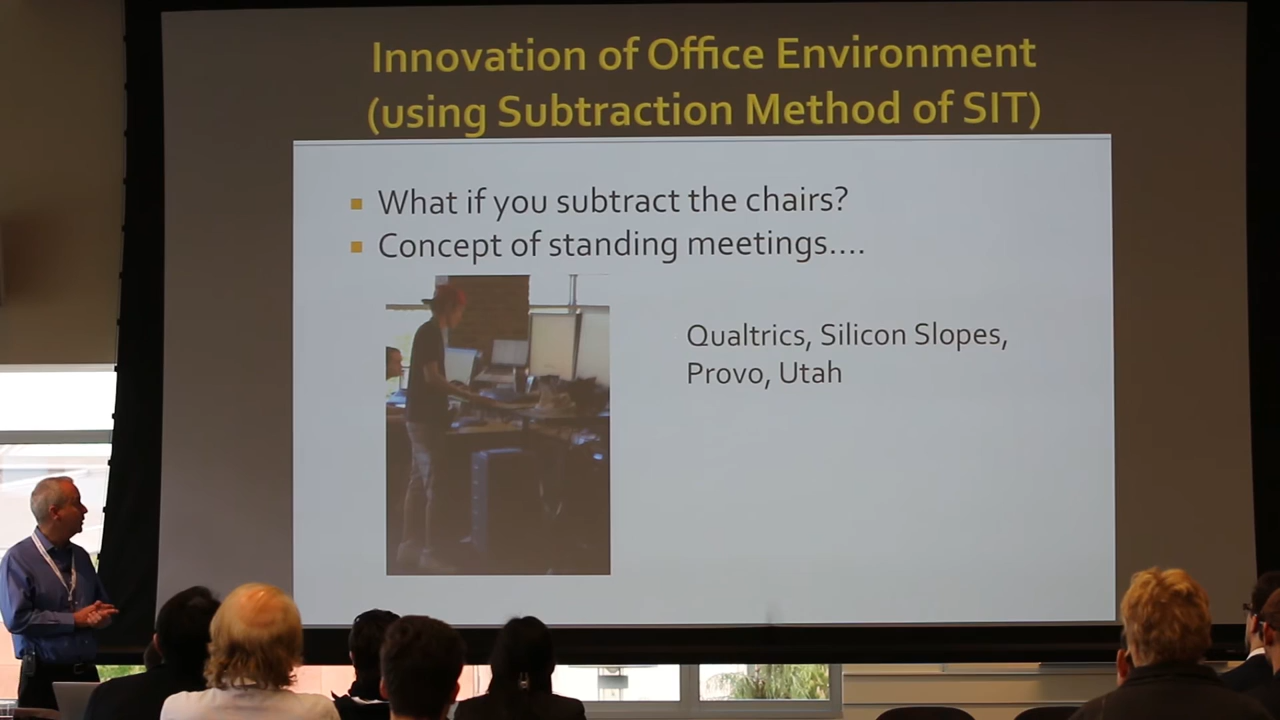 Innovation of Office Environment
(using Subtraction Method of SIT)
What if you subtract the chairs?
Concept of standing meetings....
Qualtrics, Silicon Slopes,
Provo, Utah